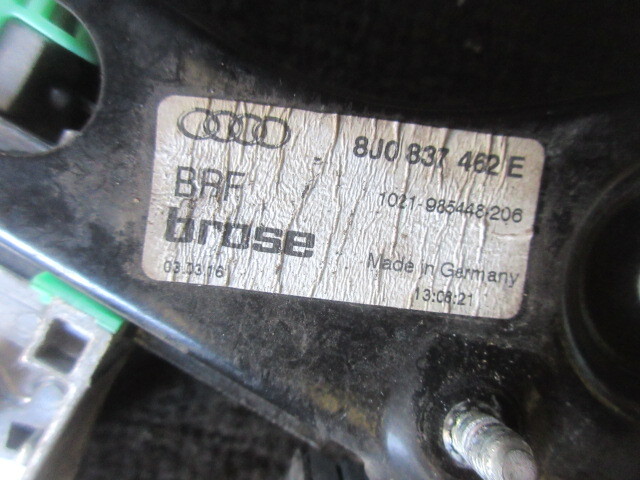 8J0 837 462 E
BRF
1021-985448-206
brose
Made in Germany
03.03.16
13:08:21